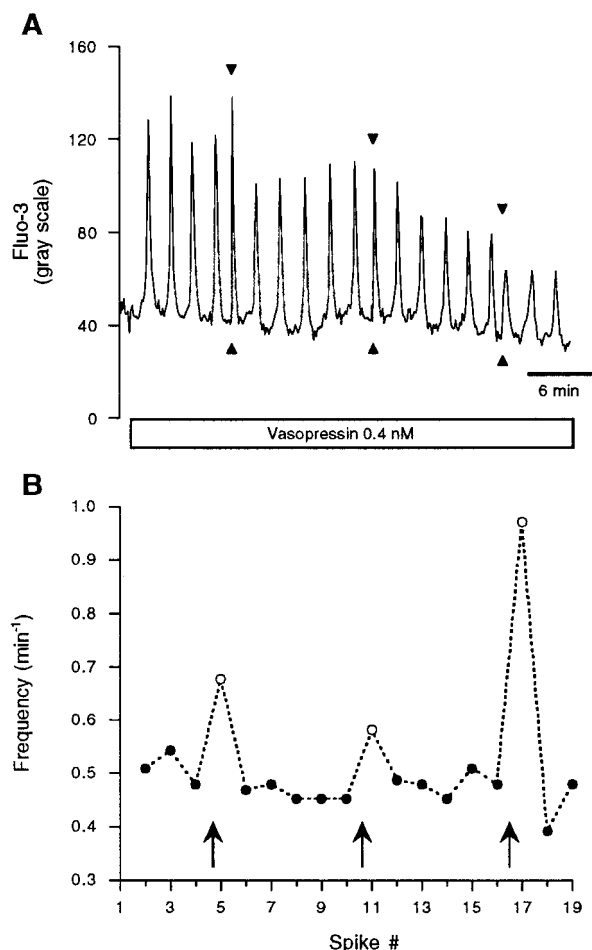 A
160
120
80
40
0
Fluo-3
(gray scale)
6 min
Vasopressin 0.4 nM
B
1.0
0.9
0.8
0.7
0.6
0.5
0.4
0.3
Frequency (min⁻¹)
1 3 5 7 9 11 13 15 17 19
Spike #